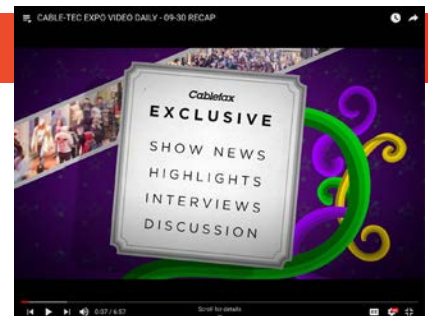 CABLE-TEC EXPO VIDEO DAILY - 09-30 RECAP
Cablefax
EXCLUSIVE
SHOW NEWS
HIGHLIGHTS
INTERVIEWS
DISCUSSION
0:37 / 6:57
Scroll for details